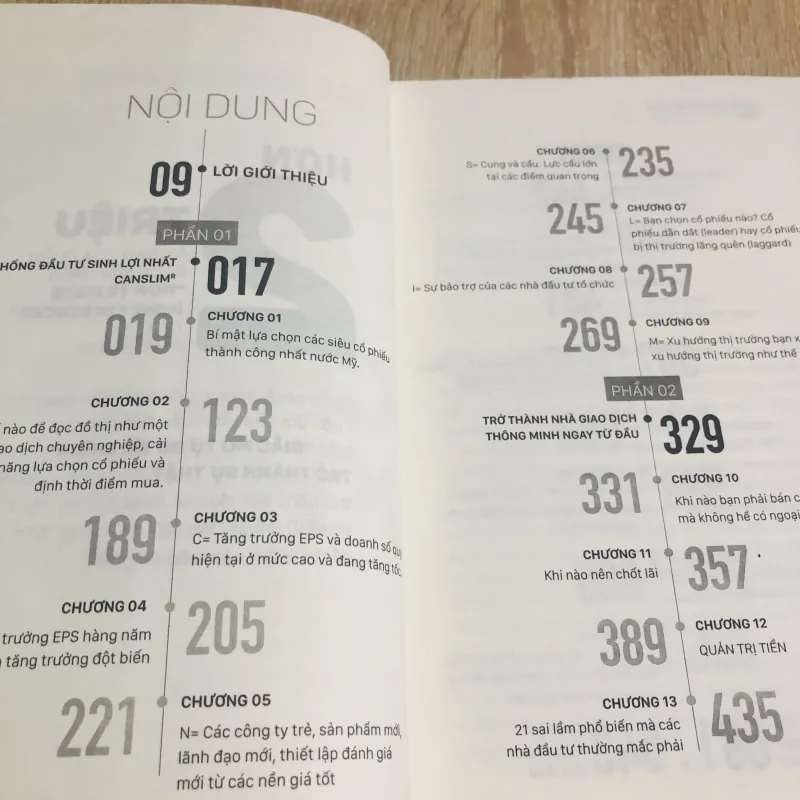 NỘI DUNG
09
LỜI GIỚI THIỆU
PHẦN 01
THỐNG ĐẦU TƯ SINH LỢI NHẤT
CANSLIMᴿ
017
019
CHƯƠNG 01
Bí mật lựa chọn các siêu cổ phiếu
thành công nhất nước Mỹ.
CHƯƠNG 02
nào để đọc đồ thị như một
dịch chuyên nghiệp, cải
năng lựa chọn cổ phiếu và
định thời điểm mua.
123
189
CHƯƠNG 03
C= Tăng trưởng EPS và doanh số quý
hiện tại ở mức cao và đang tăng tốc
CHƯƠNG 04
trưởng EPS hàng năm
tăng trưởng đột biến
205
221
CHƯƠNG 05
N= Các công ty trẻ, sản phẩm mới,
lãnh đạo mới, thiết lập đánh giá
mới từ các nền giá tốt
CHƯƠNG 06
S= Cung và cầu. Lực cầu lớn
tại các điểm quan trọng
235
245
CHƯƠNG 07
L= Bạn chọn cổ phiếu nào? Cổ
phiếu dẫn dắt (leader) hay cổ phiếu
bị thị trường lãng quên (laggard)
CHƯƠNG 08
I= Sự bảo trợ của các nhà đầu tư tổ chức
257
269
CHƯƠNG 09
M= Xu hướng thị trường bạn
xu hướng thị trường như thế
PHẦN 02
TRỞ THÀNH NHÀ GIAO DỊCH
THÔNG MINH NGAY TỪ ĐẦU
329
331
CHƯƠNG 10
Khi nào bạn phải bán
mà không hề có ngoại
CHƯƠNG 11
Khi nào nên chốt lãi
357
389
CHƯƠNG 12
QUẢN TRỊ TIỀN
CHƯƠNG 13
21 sai lầm phổ biến mà các
nhà đầu tư thường mắc phải
435